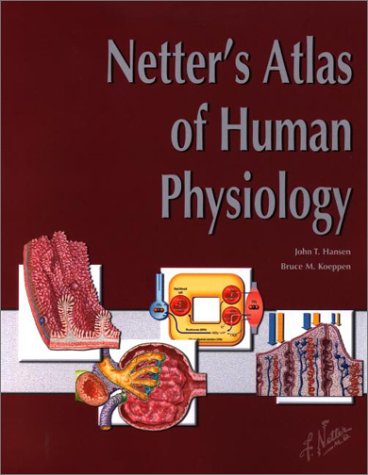 Netter's Atlas
of Human
Physiology
John T. Hansen
Bruce M. Koeppen
F. Netter
M.D.